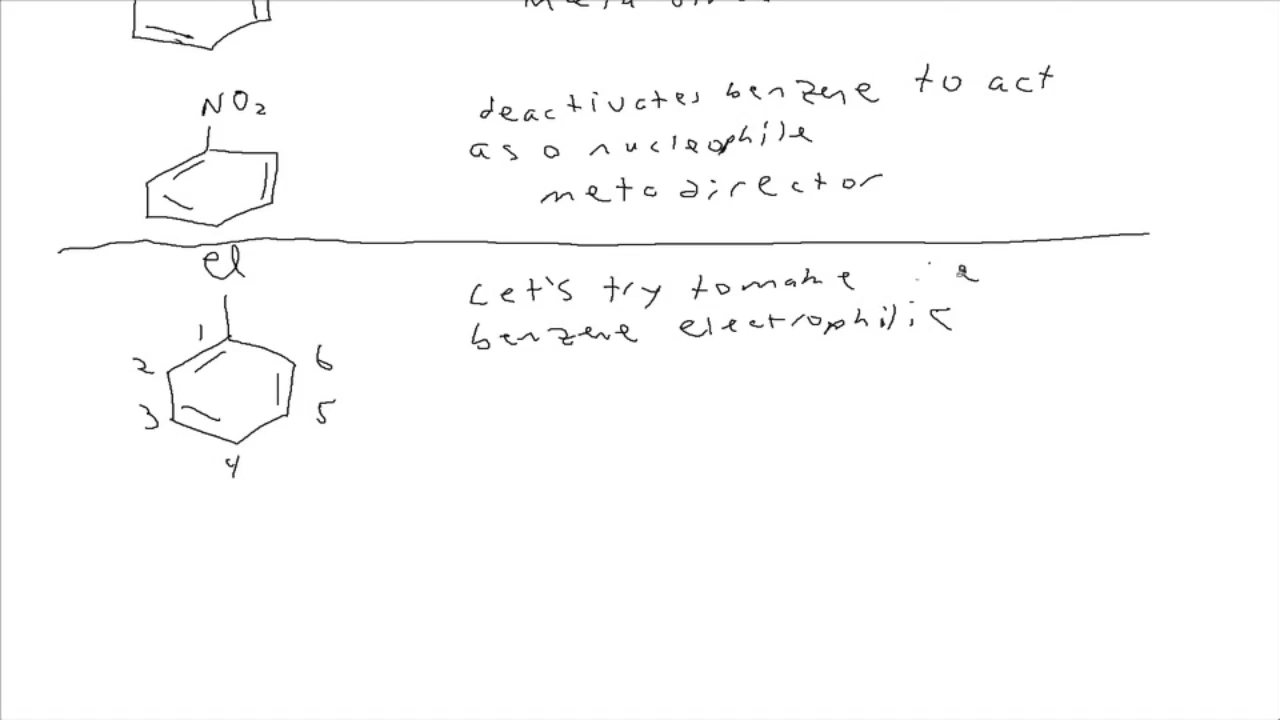 NO2
deactivates benzene to act
as a nucleophile
meta director
Cl
Let's try to make
benzene electrophilic
1
2
6
3
5
4